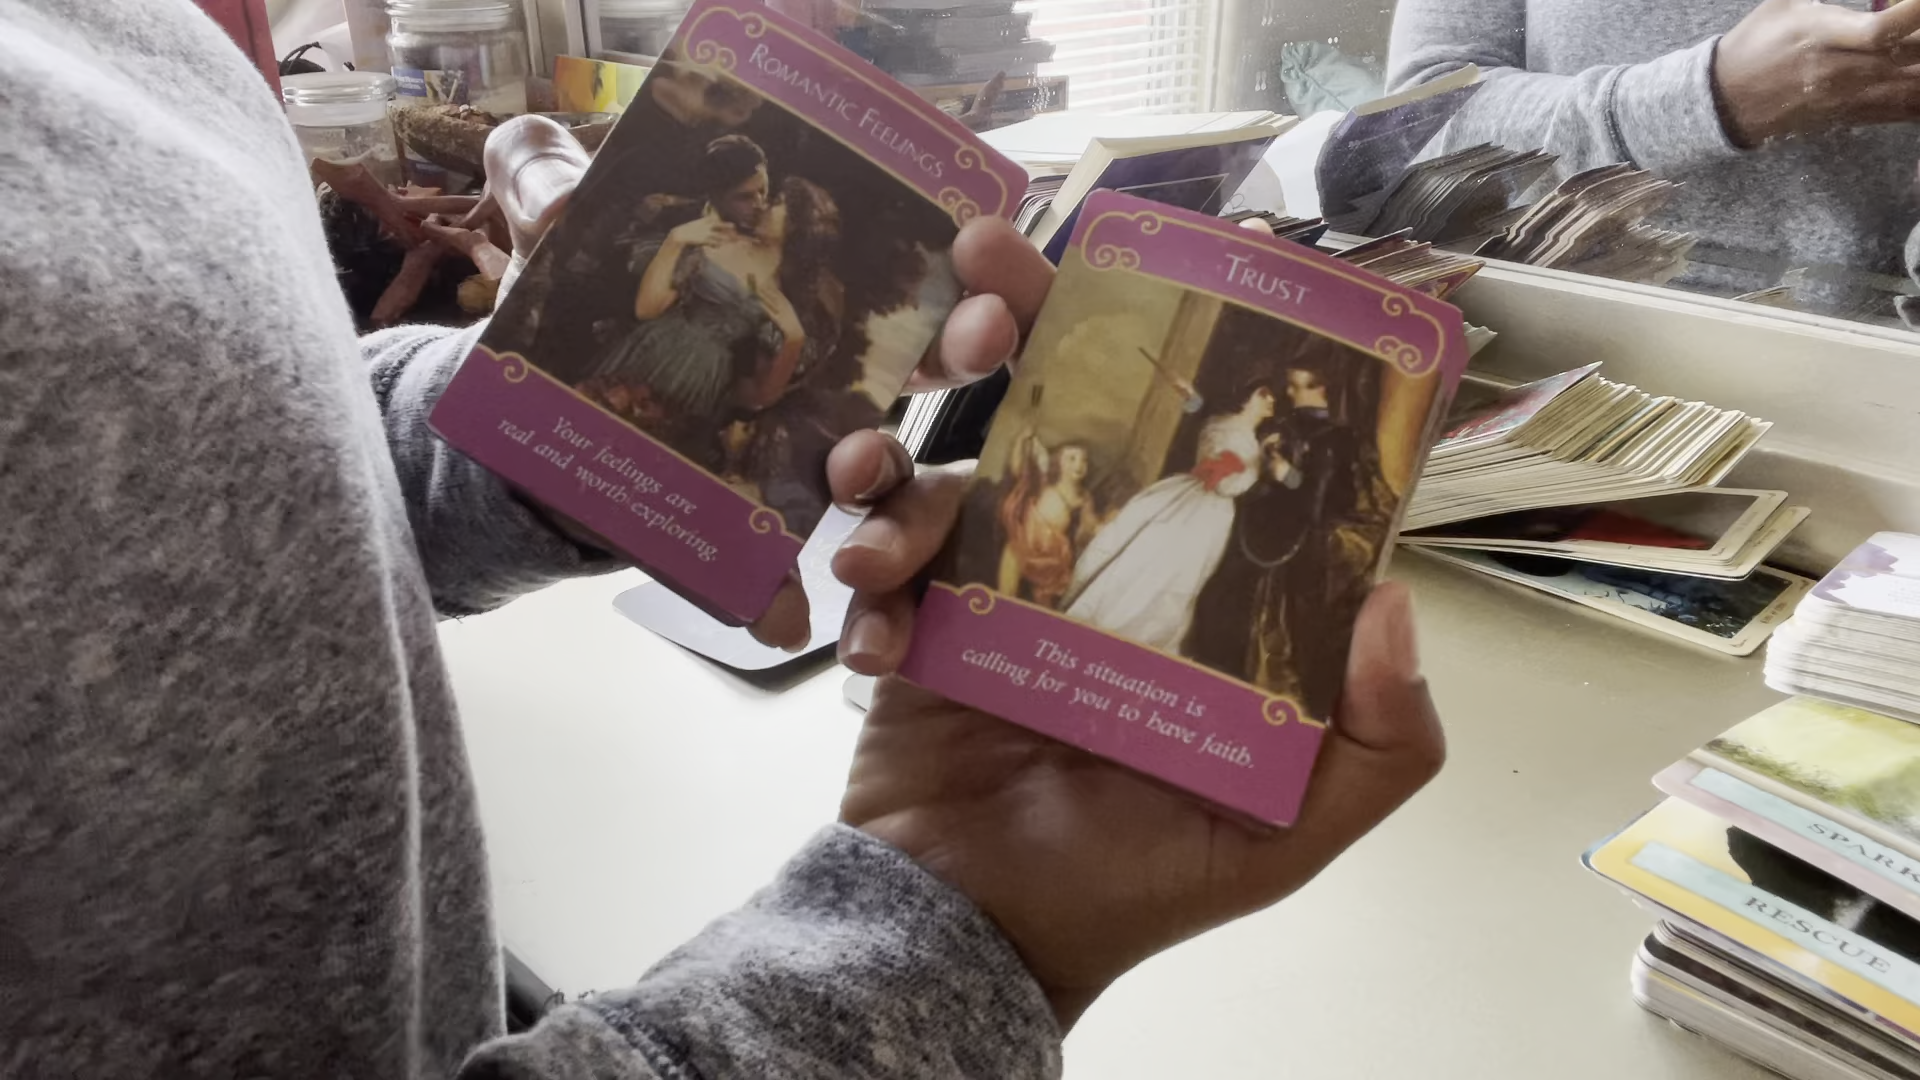 ROMANTIC FEELINGS
Your feelings are
real and worth exploring.
TRUST
This situation is
calling for you to have faith.
SPARK
RESCUE